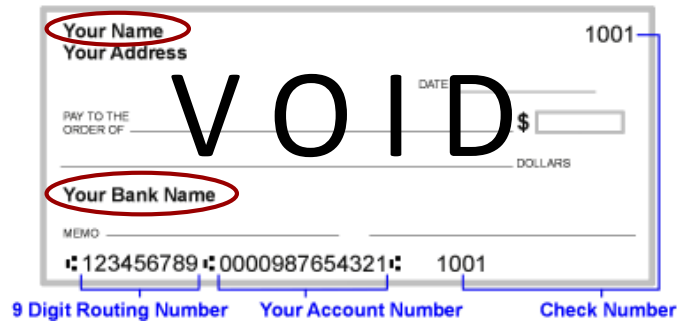 Your Name 1001
Your Address
VOID
DATE
PAY TO THE
ORDER OF $
DOLLARS
Your Bank Name
MEMO
⑆123456789⑆0000987654321⑆ 1001
9 Digit Routing Number Your Account Number Check Number